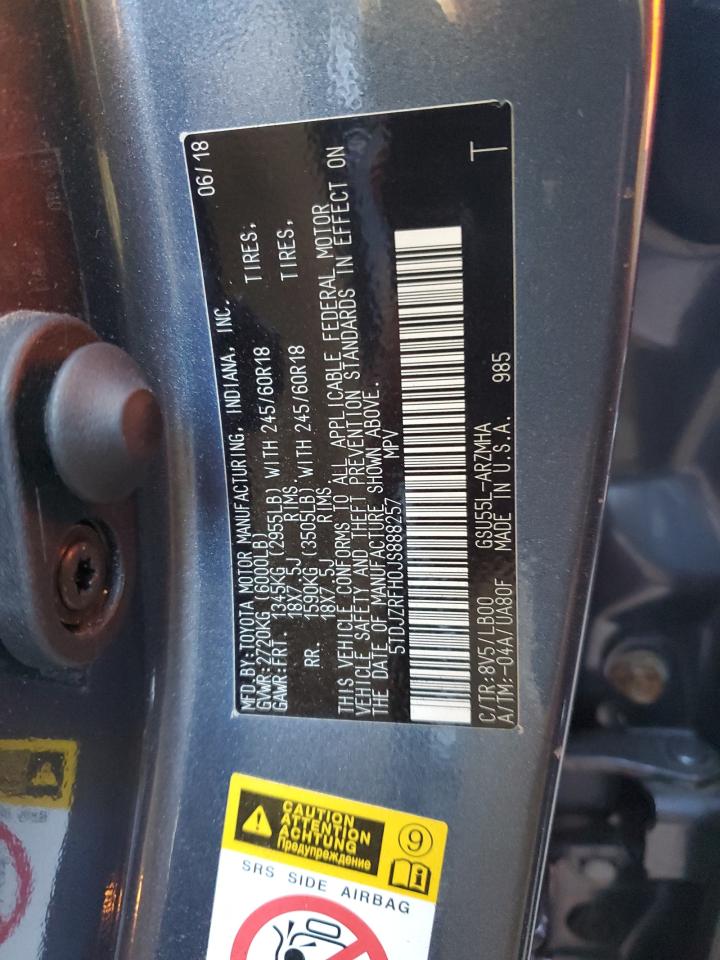 MFD.BY:TOYOTA MOTOR MANUFACTURING, INDIANA, INC. 06/18
GVWR:2720KG (6000LB)
GAWR:FRT. 1345KG (2955LB) WITH 245/60R18 TIRES,
18X7.5J RIMS.
RR. 1590KG (3505LB) WITH 245/60R18 TIRES,
18X7.5J RIMS.
THIS VEHICLE CONFORMS TO ALL APPLICABLE FEDERAL MOTOR
VEHICLE SAFETY AND THEFT PREVENTION STANDARDS IN EFFECT ON
THE DATE OF MANUFACTURE SHOWN ABOVE.
5TDJZRFH0JS888257 MPV
C/TR:8V5/LB00 GSU55L-ARZMHA
A/TM:-04A/UA80F MADE IN U.S.A. 985
T
CAUTION
ATTENTION
ACHTUNG
Предупреждение
9
SRS SIDE AIRBAG